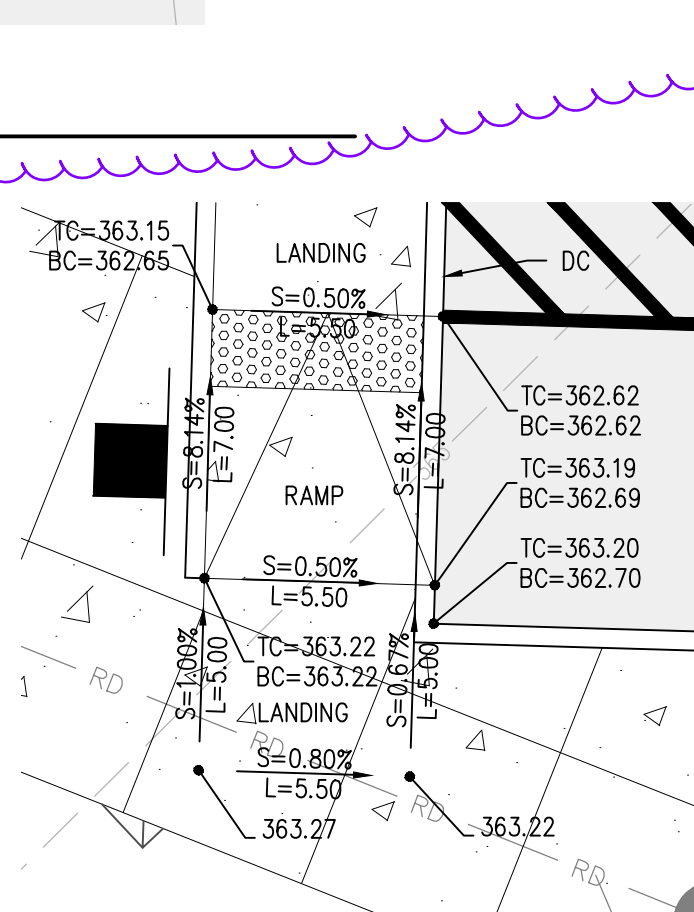 TC=363.15
BC=362.65
LANDING
DC
S=0.50%
L=5.50
TC=362.62
BC=362.62
S=8.14%
L=7.00
S=8.14%
L=7.00
TC=363.19
BC=362.69
RAMP
TC=363.20
BC=362.70
S=0.50%
L=5.50
TC=363.22
BC=363.22
S=1.00%
L=5.00
S=0.67%
L=5.00
RD
LANDING
RD
S=0.80%
L=5.50
RD
363.27
363.22
RD